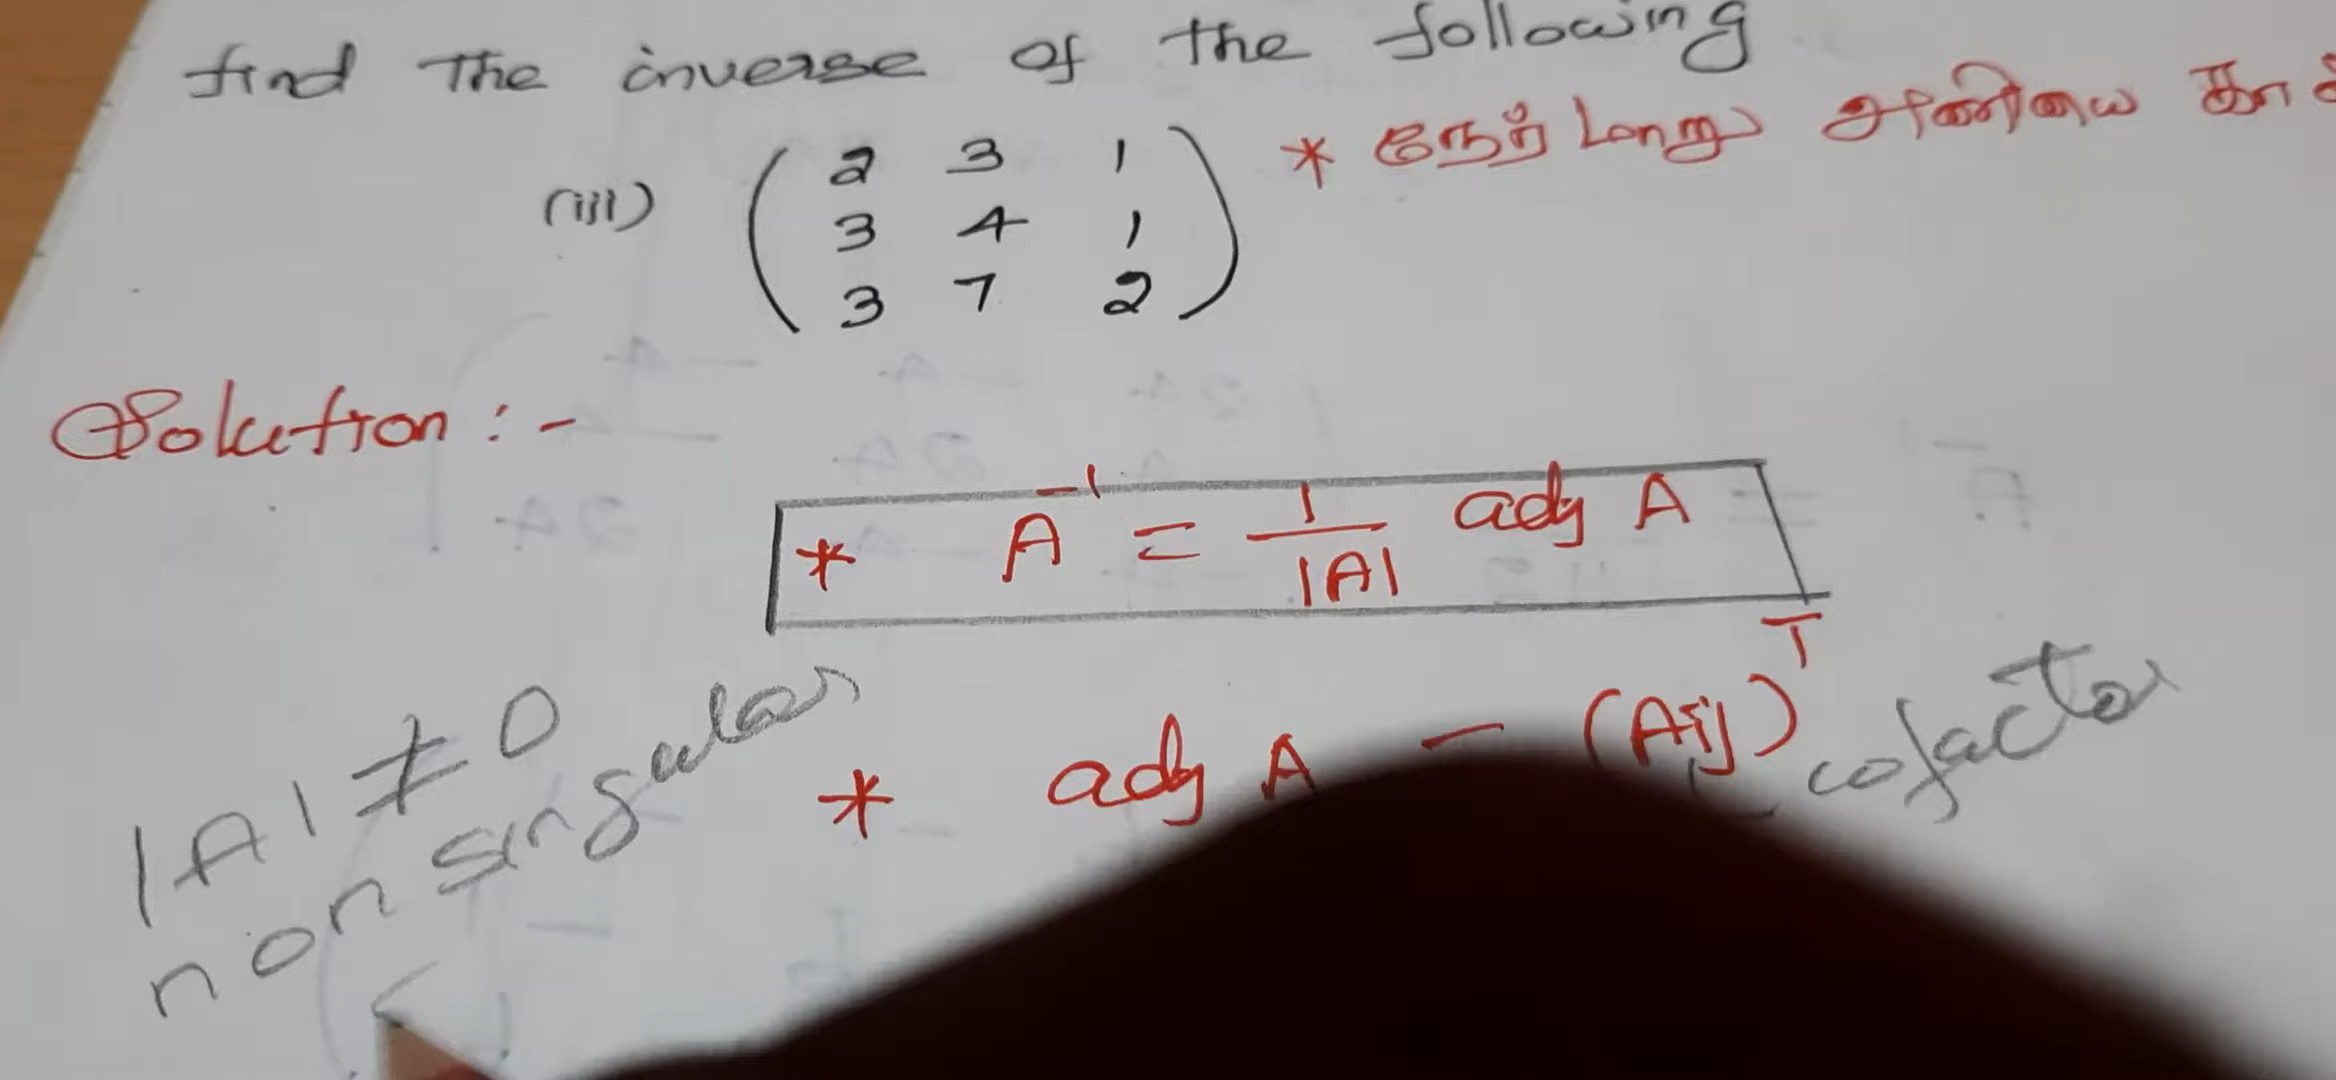 find The inverse of the following
* நேர்மாறு அணியை கா
(iii) ( 2 3 1
3 4 1
3 7 2 )
Solution :-
* A⁻¹ = 1/|A| adj A
* adj A = (Aij)ᵀ
cofactor
|A| ≠ 0
non singular